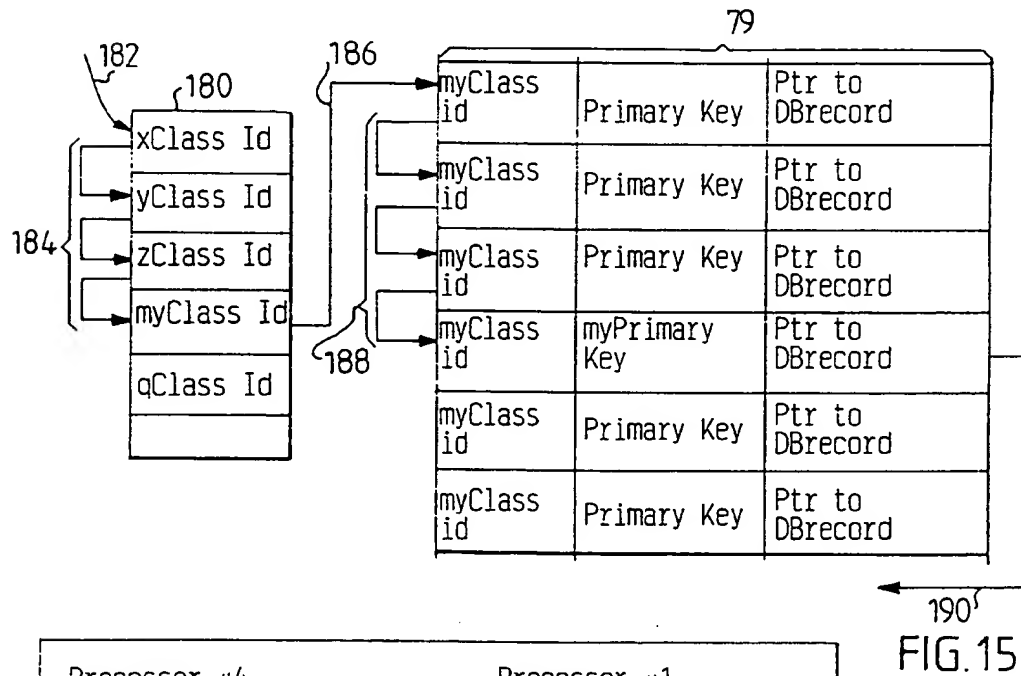 79
182
180
186
xClass Id
yClass Id
zClass Id
myClass Id
qClass Id
184
188
myClass id
Primary Key
Ptr to DBrecord
myClass id
Primary Key
Ptr to DBrecord
myClass id
Primary Key
Ptr to DBrecord
myClass id
myPrimary Key
Ptr to DBrecord
myClass id
Primary Key
Ptr to DBrecord
myClass id
Primary Key
Ptr to DBrecord
190
FIG.15